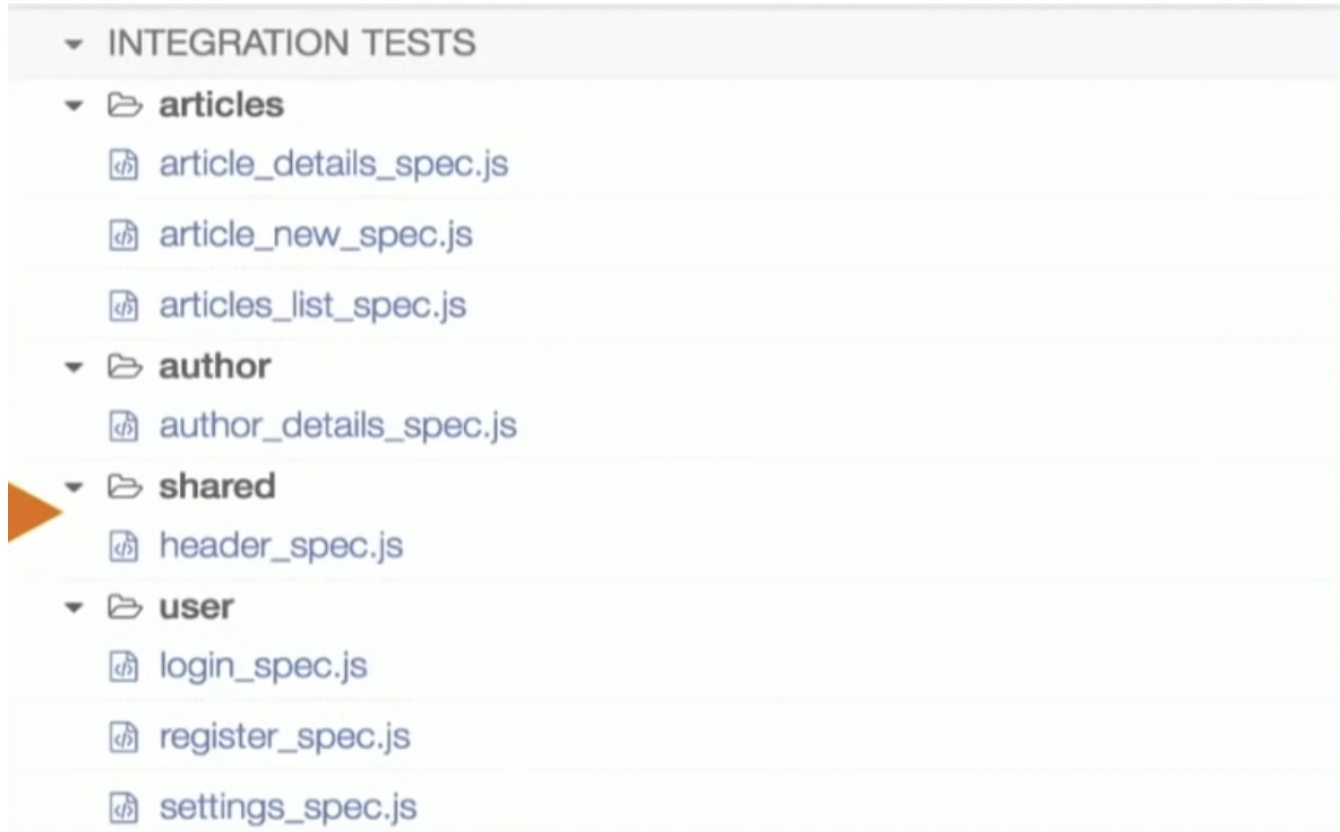 INTEGRATION TESTS
articles
article_details_spec.js
article_new_spec.js
articles_list_spec.js
author
author_details_spec.js
shared
header_spec.js
user
login_spec.js
register_spec.js
settings_spec.js